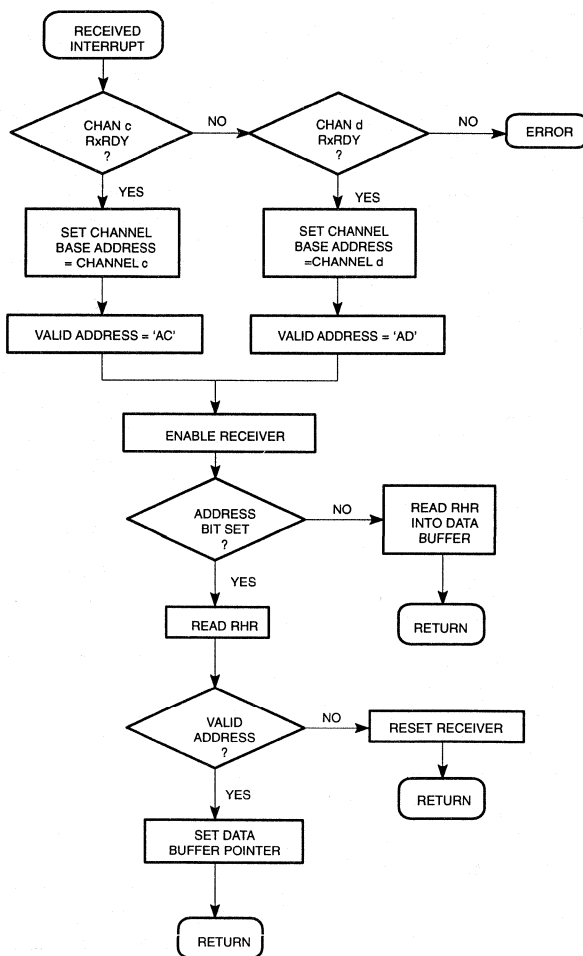 RECEIVED
INTERRUPT
CHAN c
RxRDY
?
NO
CHAN d
RxRDY
?
NO
ERROR
YES
YES
SET CHANNEL
BASE ADDRESS
= CHANNEL c
SET CHANNEL
BASE ADDRESS
=CHANNEL d
VALID ADDRESS = 'AC'
VALID ADDRESS = 'AD'
ENABLE RECEIVER
ADDRESS
BIT SET
?
NO
READ RHR
INTO DATA
BUFFER
YES
RETURN
READ RHR
VALID
ADDRESS
?
NO
RESET RECEIVER
YES
RETURN
SET DATA
BUFFER POINTER
RETURN